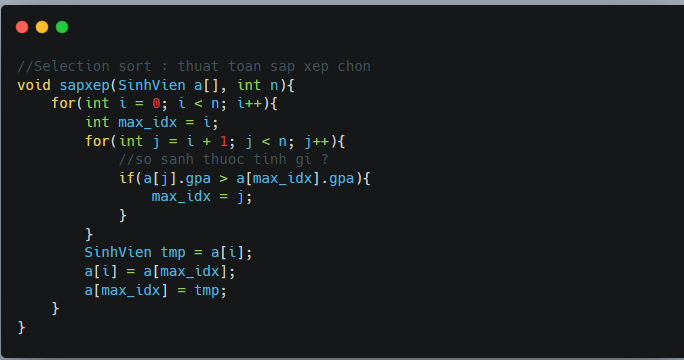 //Selection sort : thuat toan sap xep chon
void sapxep(SinhVien a[], int n){
    for(int i = 0; i < n; i++){
        int max_idx = i;
        for(int j = i + 1; j < n; j++){
            //so sanh thuoc tinh gi ?
            if(a[j].gpa > a[max_idx].gpa){
                max_idx = j;
            }
        }
        SinhVien tmp = a[i];
        a[i] = a[max_idx];
        a[max_idx] = tmp;
    }
}